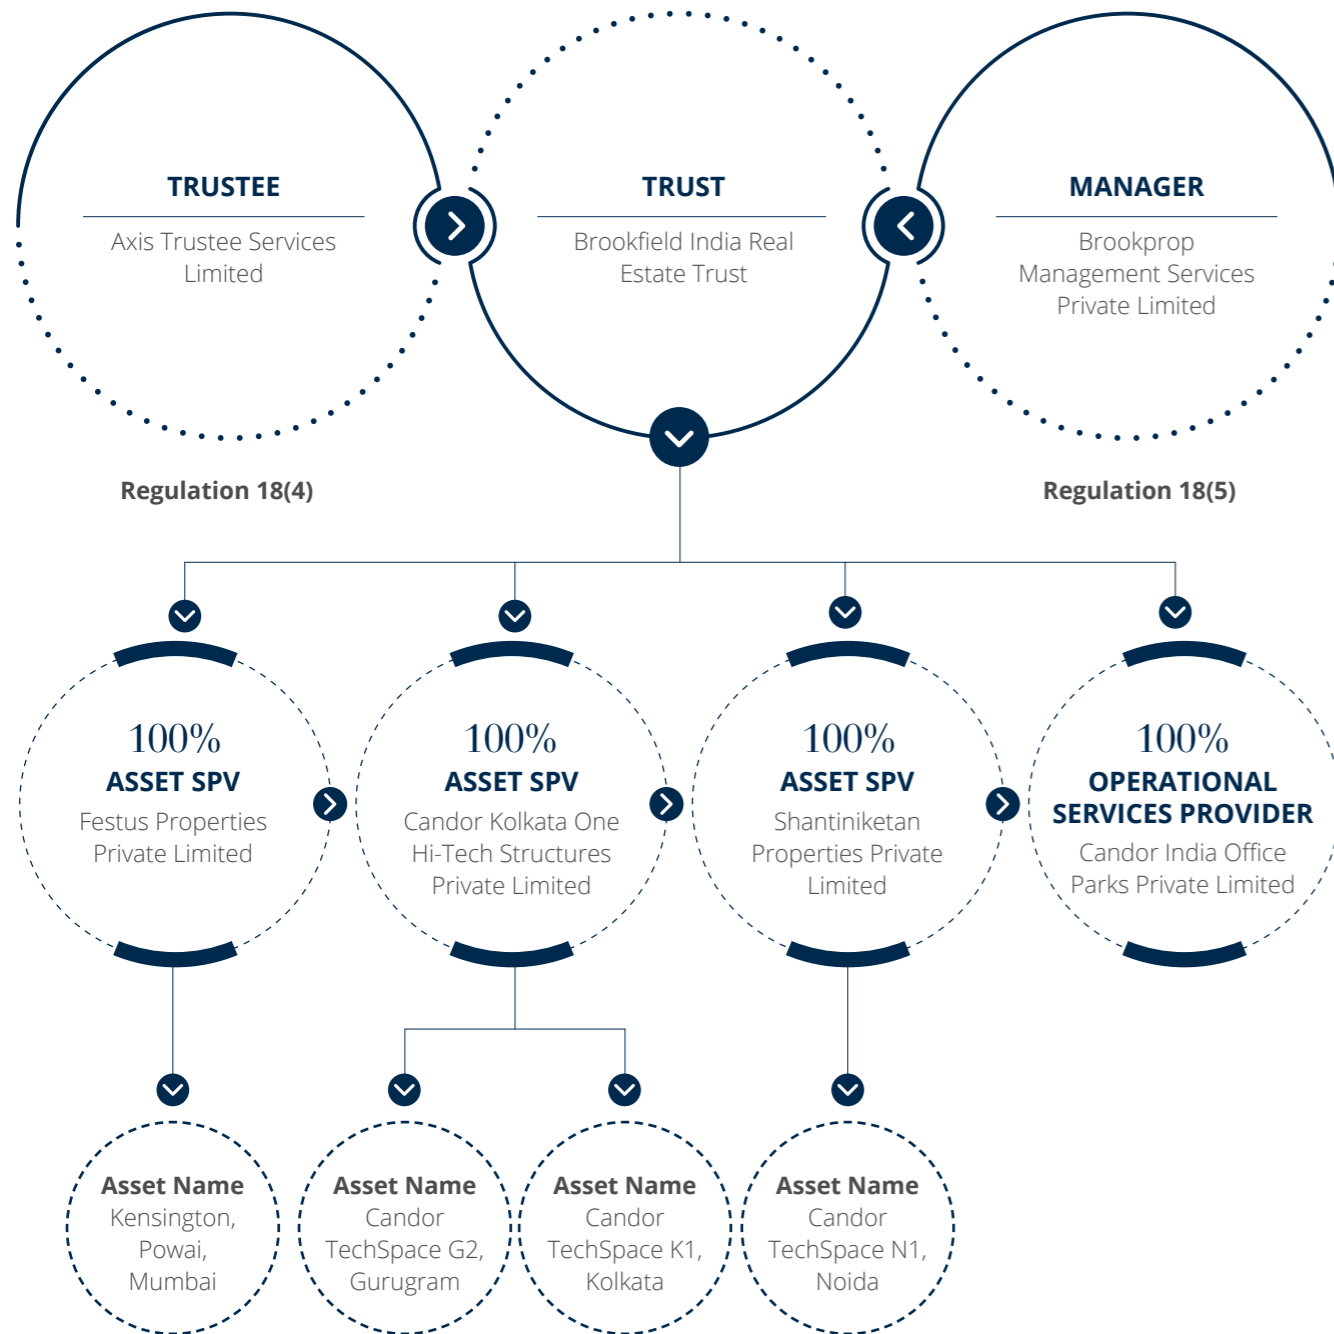 TRUSTEE
Axis Trustee Services
Limited
TRUST
Brookfield India Real
Estate Trust
MANAGER
Brookprop
Management Services
Private Limited
Regulation 18(4)
Regulation 18(5)
100%
ASSET SPV
Festus Properties
Private Limited
100%
ASSET SPV
Candor Kolkata One
Hi-Tech Structures
Private Limited
100%
ASSET SPV
Shantiniketan
Properties Private
Limited
100%
OPERATIONAL
SERVICES PROVIDER
Candor India Office
Parks Private Limited
Asset Name
Kensington,
Powai,
Mumbai
Asset Name
Candor
TechSpace G2,
Gurugram
Asset Name
Candor
TechSpace K1,
Kolkata
Asset Name
Candor
TechSpace N1,
Noida